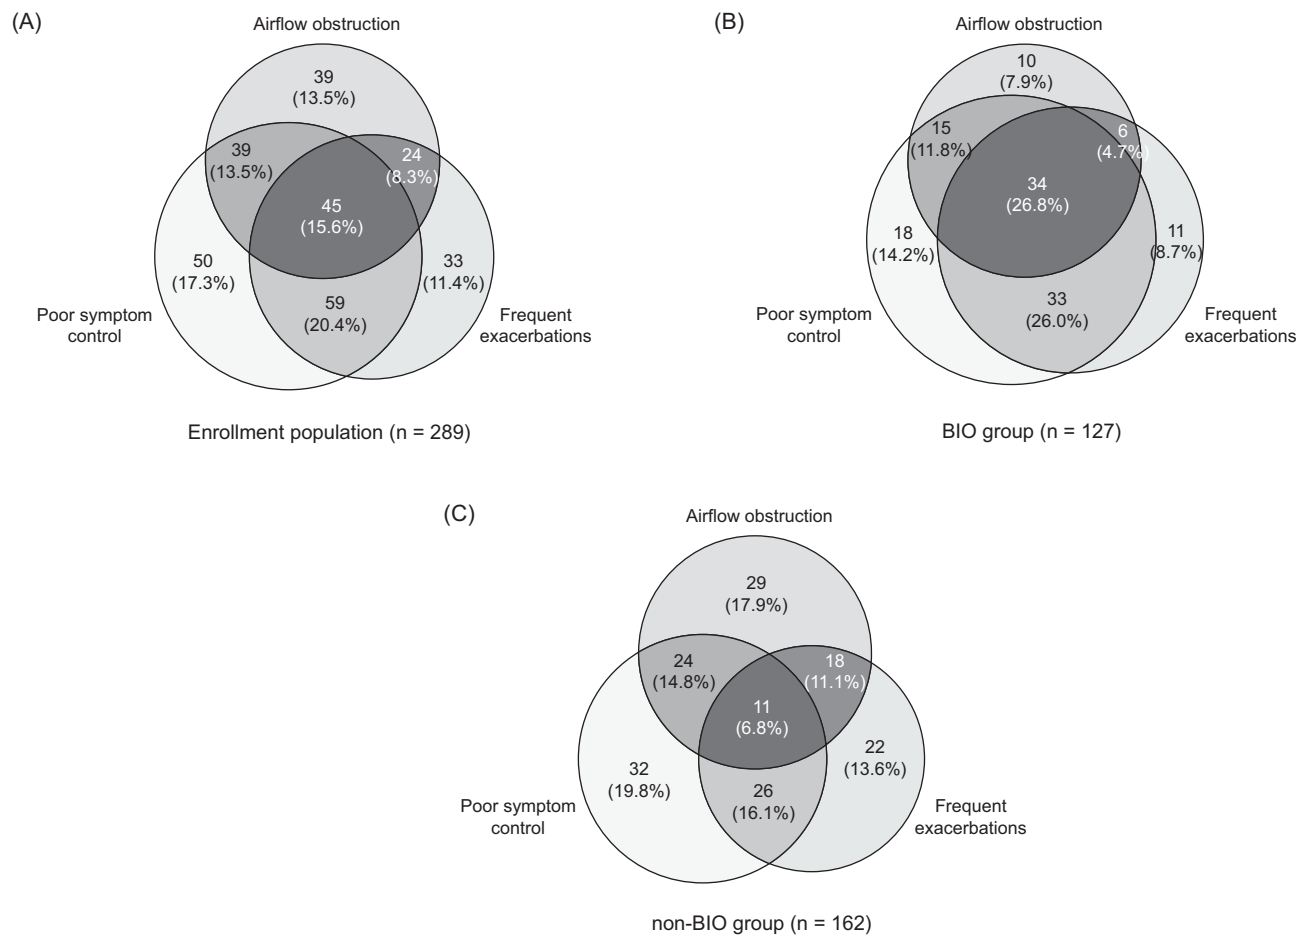 (A)
Airflow obstruction
39
(13.5%)
39
(13.5%)
24
(8.3%)
45
(15.6%)
50
(17.3%)
33
(11.4%)
59
(20.4%)
Poor symptom
control
Frequent
exacerbations
Enrollment population (n = 289)
(B)
Airflow obstruction
10
(7.9%)
15
(11.8%)
6
(4.7%)
34
(26.8%)
18
(14.2%)
11
(8.7%)
33
(26.0%)
Poor symptom
control
Frequent
exacerbations
BIO group (n = 127)
(C)
Airflow obstruction
29
(17.9%)
24
(14.8%)
18
(11.1%)
11
(6.8%)
32
(19.8%)
22
(13.6%)
26
(16.1%)
Poor symptom
control
Frequent
exacerbations
non-BIO group (n = 162)